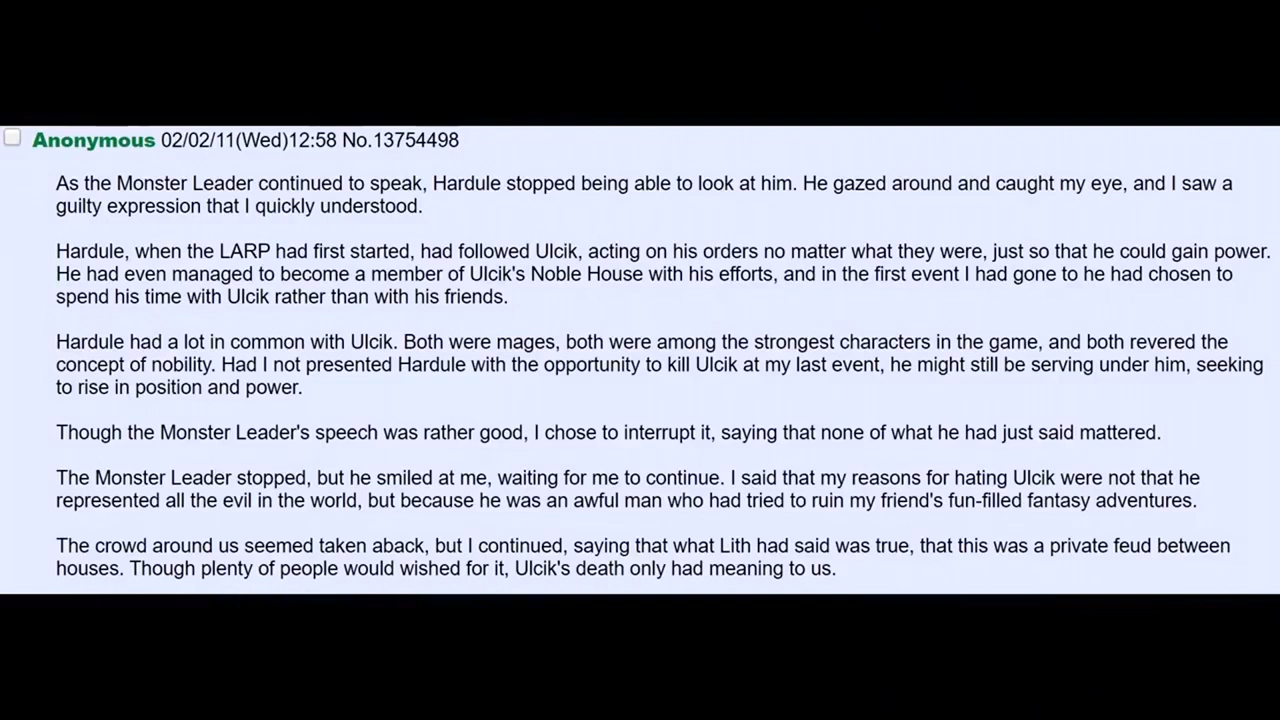 Anonymous 02/02/11(Wed)12:58 No.13754498
As the Monster Leader continued to speak, Hardule stopped being able to look at him. He gazed around and caught my eye, and I saw a
guilty expression that I quickly understood.
Hardule, when the LARP had first started, had followed Ulcik, acting on his orders no matter what they were, just so that he could gain power.
He had even managed to become a member of Ulcik's Noble House with his efforts, and in the first event I had gone to he had chosen to
spend his time with Ulcik rather than with his friends.
Hardule had a lot in common with Ulcik. Both were mages, both were among the strongest characters in the game, and both revered the
concept of nobility. Had I not presented Hardule with the opportunity to kill Ulcik at my last event, he might still be serving under him, seeking
to rise in position and power.
Though the Monster Leader's speech was rather good, I chose to interrupt it, saying that none of what he had just said mattered.
The Monster Leader stopped, but he smiled at me, waiting for me to continue. I said that my reasons for hating Ulcik were not that he
represented all the evil in the world, but because he was an awful man who had tried to ruin my friend's fun-filled fantasy adventures.
The crowd around us seemed taken aback, but I continued, saying that what Lith had said was true, that this was a private feud between
houses. Though plenty of people would wished for it, Ulcik's death only had meaning to us.